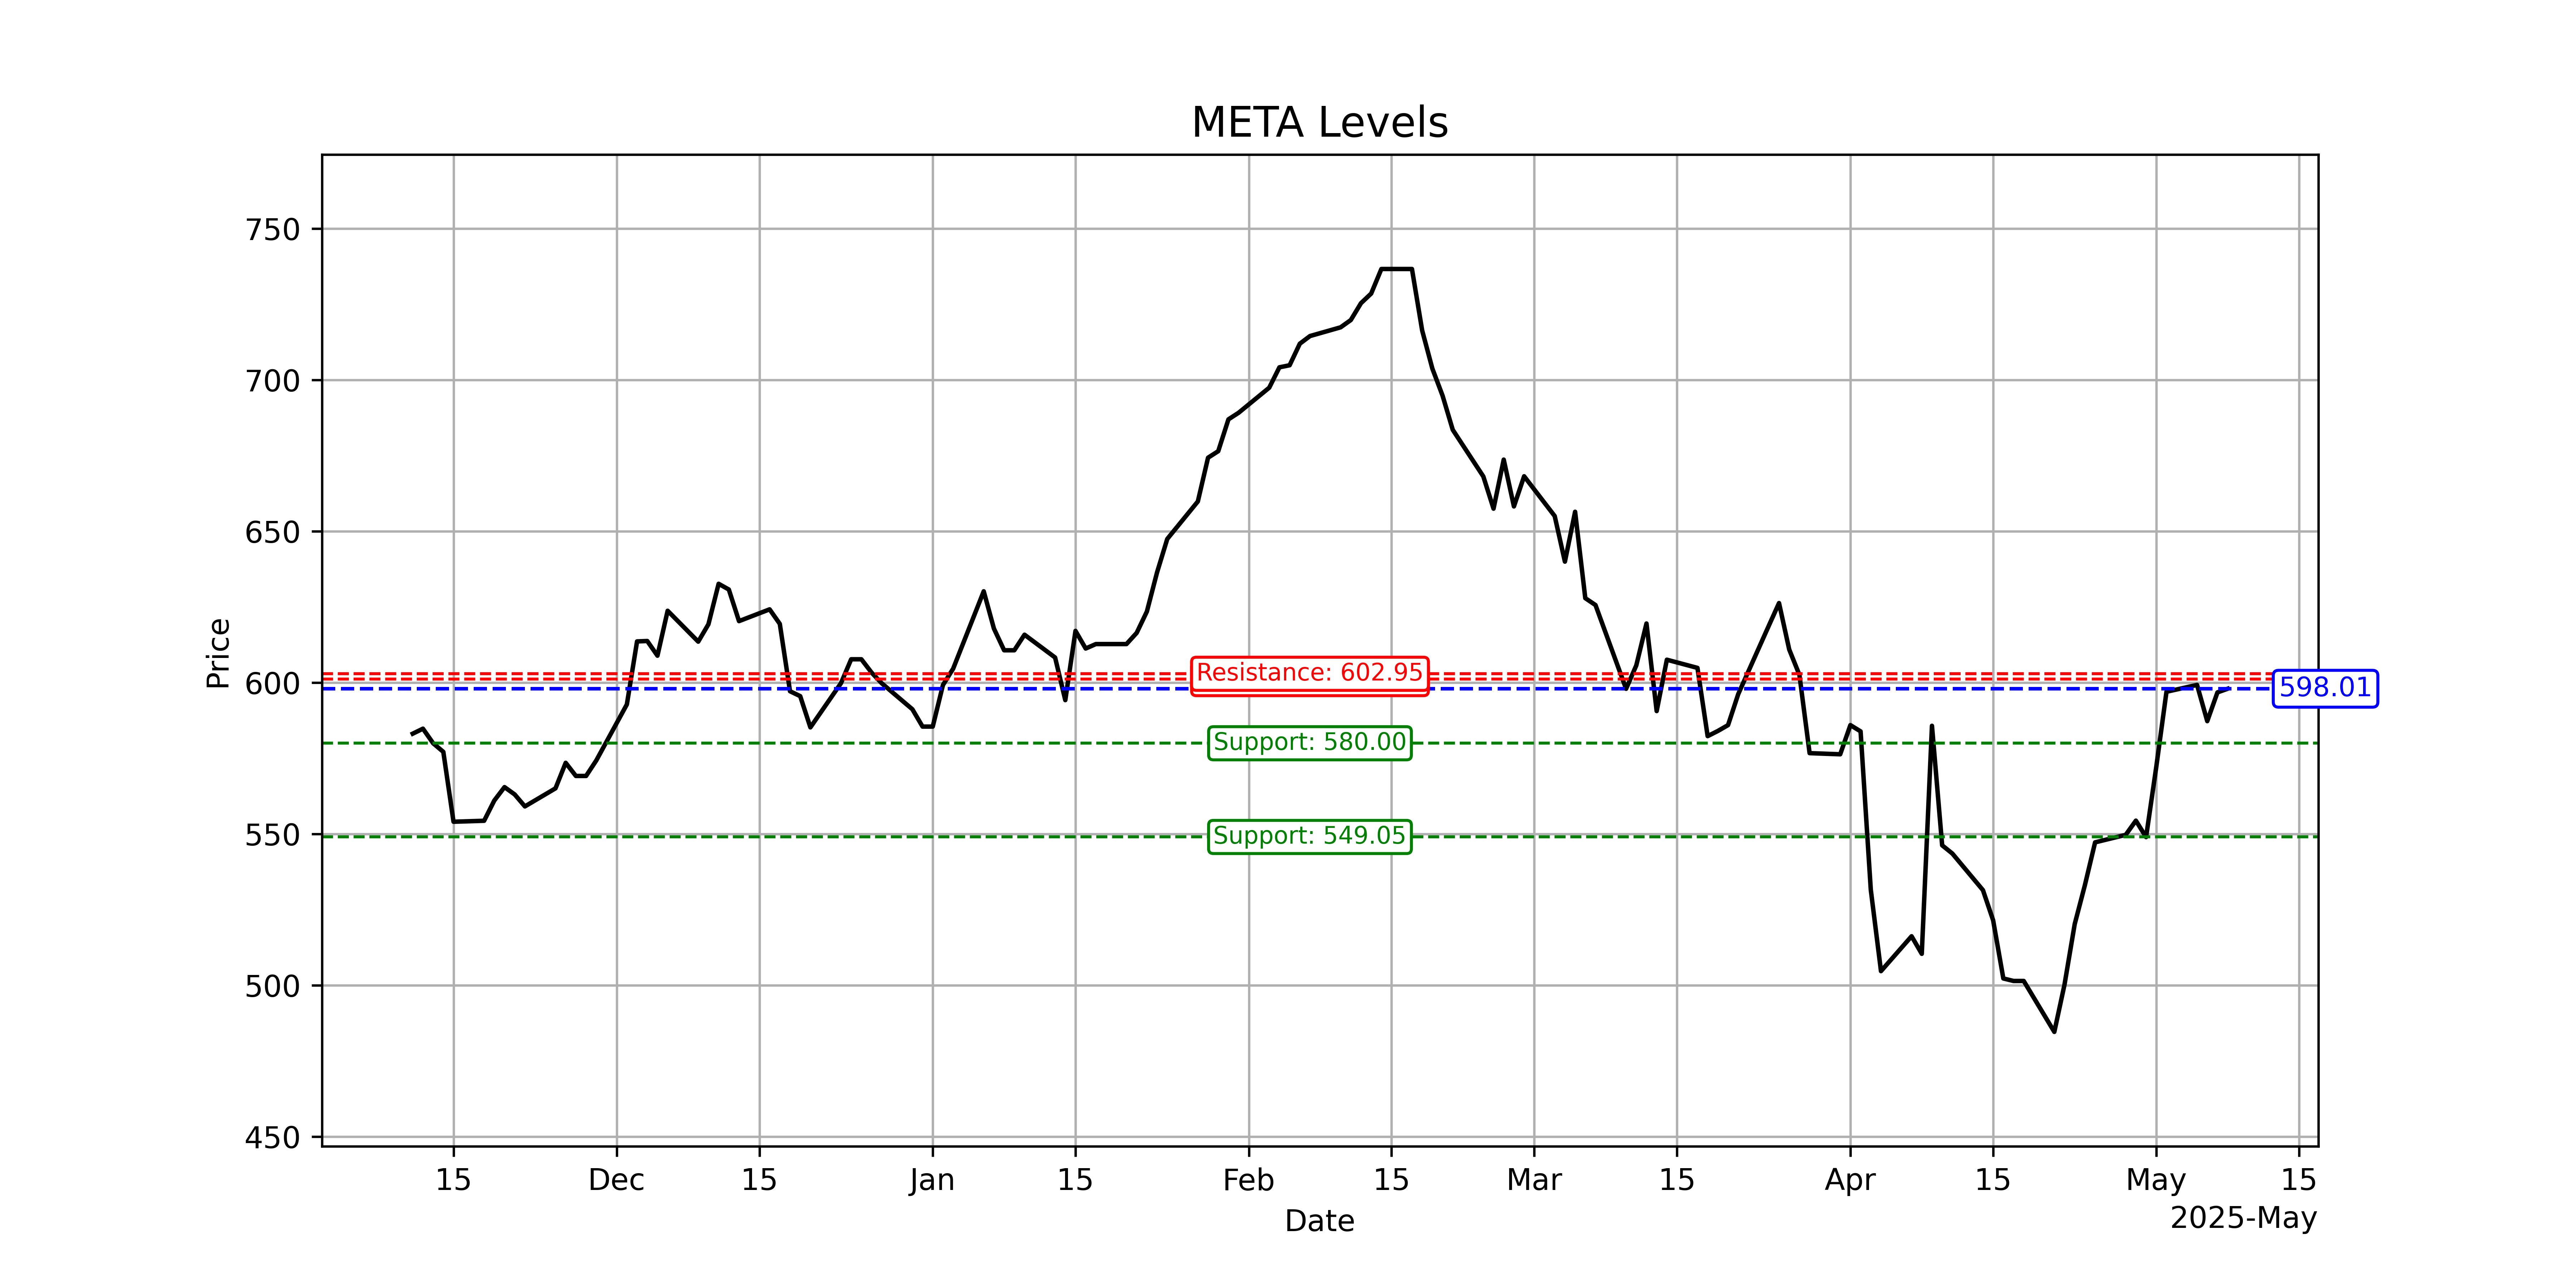 META Levels
Price
750
700
650
600
550
500
450
Resistance: 602.95
598.01
Support: 580.00
Support: 549.05
15 Dec 15 Jan 15 Feb 15 Mar 15 Apr 15 May 15
Date
2025-May